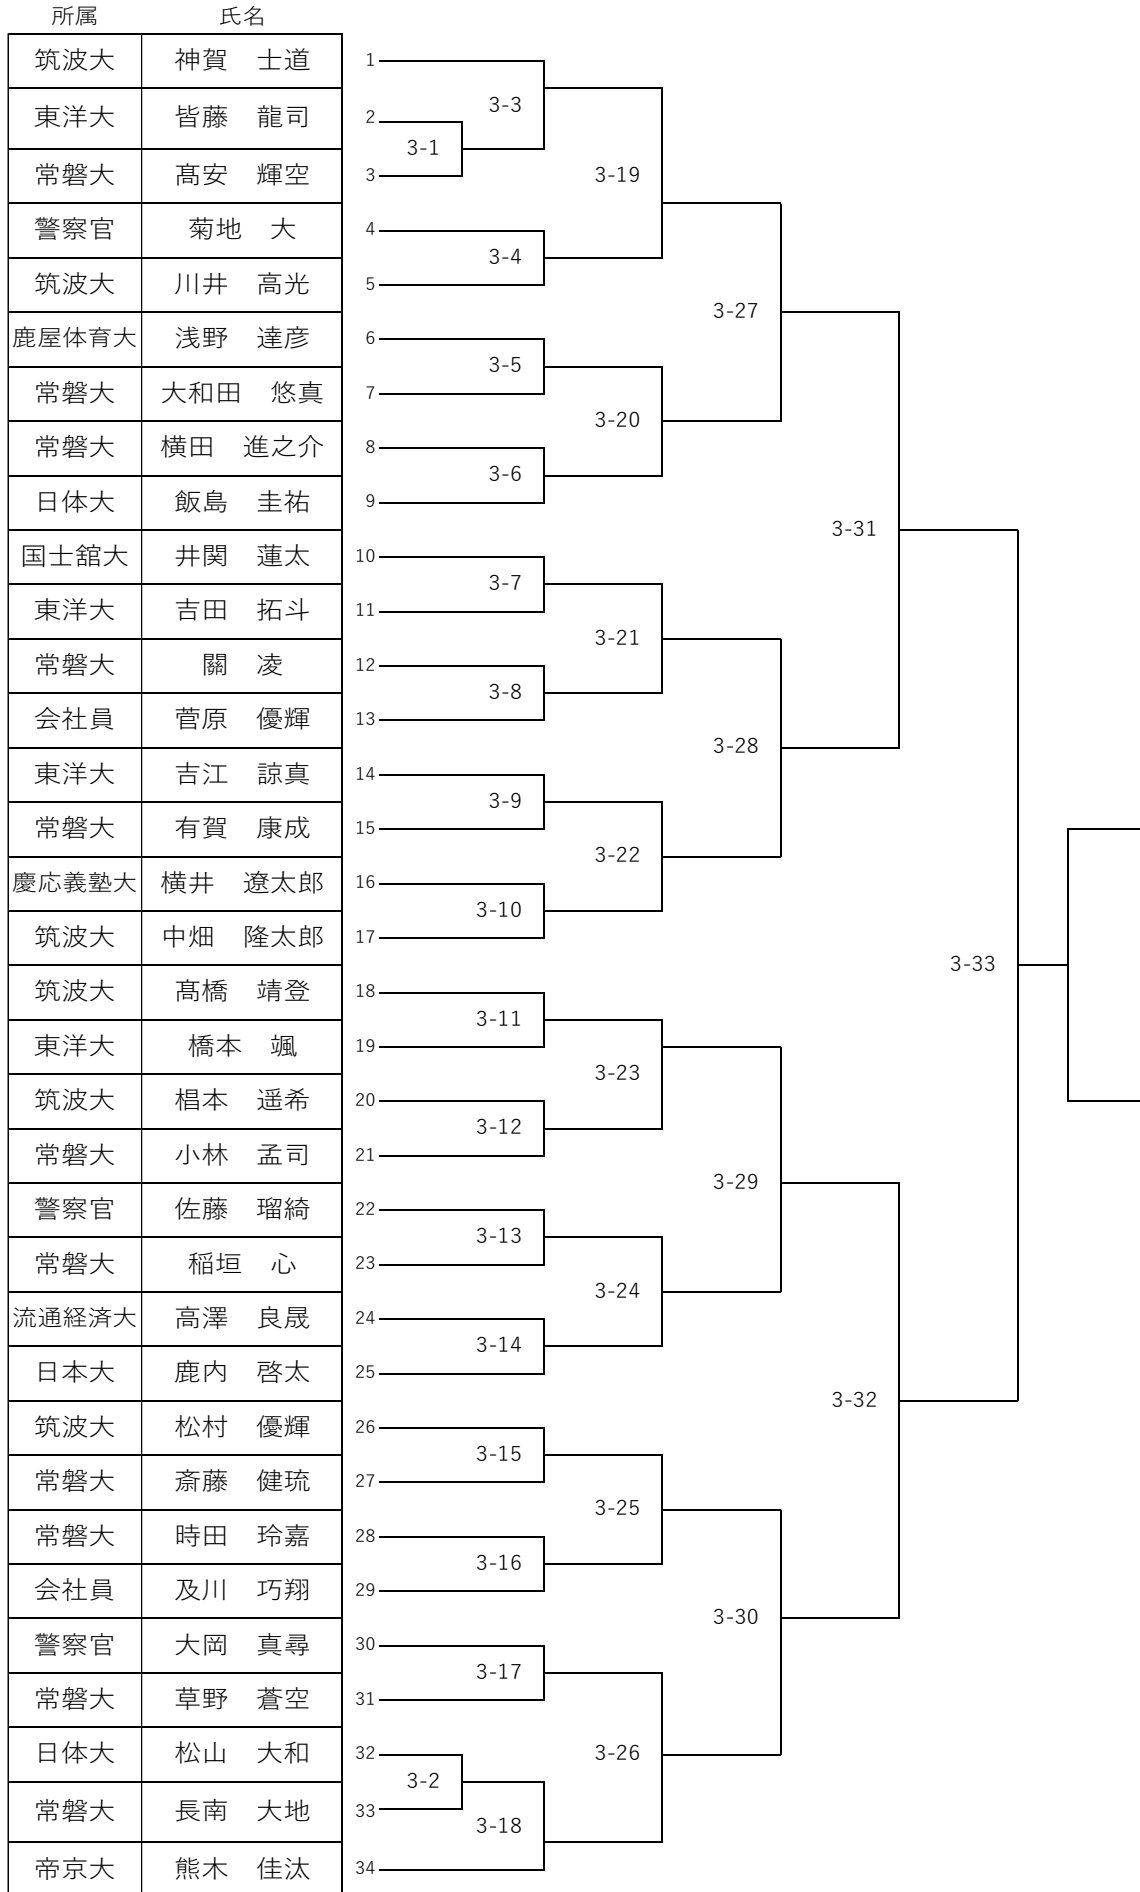 所属 氏名
筑波大 神賀　士道 1
3-3
東洋大 皆藤　龍司 2
3-1
常磐大 髙安　輝空 3
3-19
警察官 菊地　大 4
3-4
筑波大 川井　高光 5
3-27
鹿屋体育大 浅野　達彦 6
3-5
常磐大 大和田　悠真 7
3-20
常磐大 横田　進之介 8
3-6
日体大 飯島　圭祐 9
3-31
国士舘大 井関　蓮太 10
3-7
東洋大 吉田　拓斗 11
3-21
常磐大 關　凌 12
3-8
会社員 菅原　優輝 13
3-28
東洋大 吉江　諒真 14
3-9
常磐大 有賀　康成 15
3-22
慶応義塾大 横井　遼太郎 16
3-10
筑波大 中畑　隆太郎 17
3-33
筑波大 髙橋　靖登 18
3-11
東洋大 橋本　颯 19
3-23
筑波大 椙本　遥希 20
3-12
常磐大 小林　孟司 21
3-29
警察官 佐藤　瑠綺 22
3-13
常磐大 稲垣　心 23
3-24
流通経済大 高澤　良晟 24
3-14
日本大 鹿内　啓太 25
3-32
筑波大 松村　優輝 26
3-15
常磐大 斎藤　健琉 27
3-25
常磐大 時田　玲嘉 28
3-16
会社員 及川　巧翔 29
3-30
警察官 大岡　真尋 30
3-17
常磐大 草野　蒼空 31
3-26
日体大 松山　大和 32
3-2
常磐大 長南　大地 33
3-18
帝京大 熊木　佳汰 34